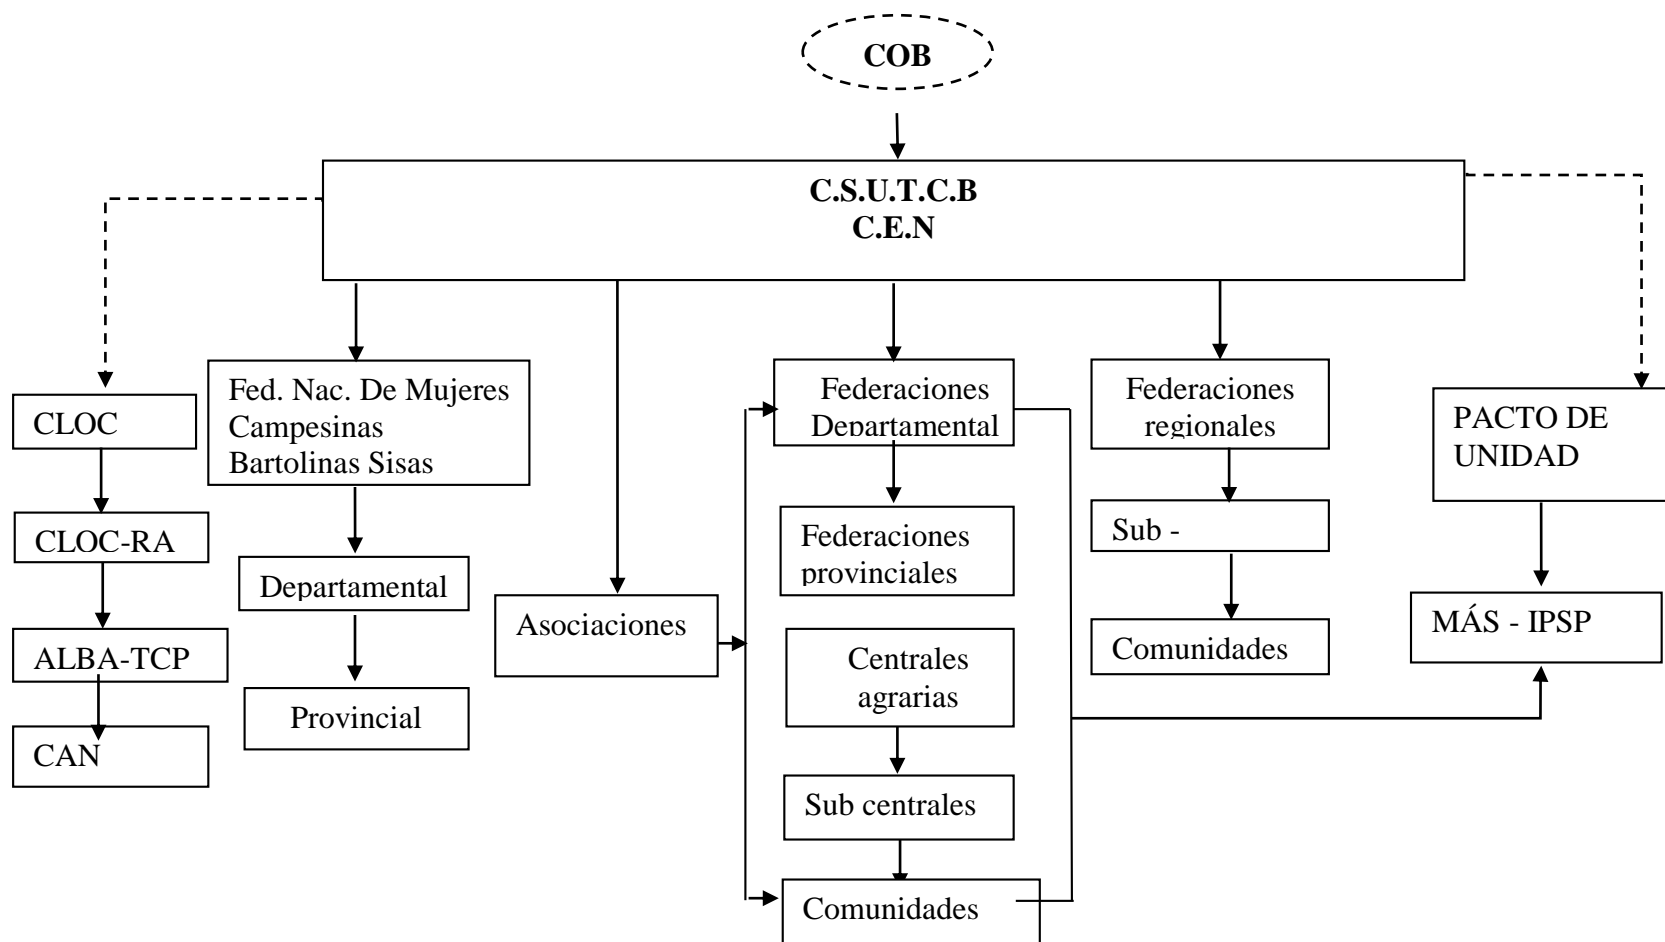 COB
C.S.U.T.C.B
C.E.N
CLOC
CLOC-RA
ALBA-TCP
CAN
Fed. Nac. De Mujeres
Campesinas
Bartolinas Sisas
Departamental
Provincial
Asociaciones
Federaciones
Departamental
Federaciones
provinciales
Centrales
agrarias
Sub centrales
Comunidades
Federaciones
regionales
Sub -
Comunidades
PACTO DE
UNIDAD
MÁS - IPSP